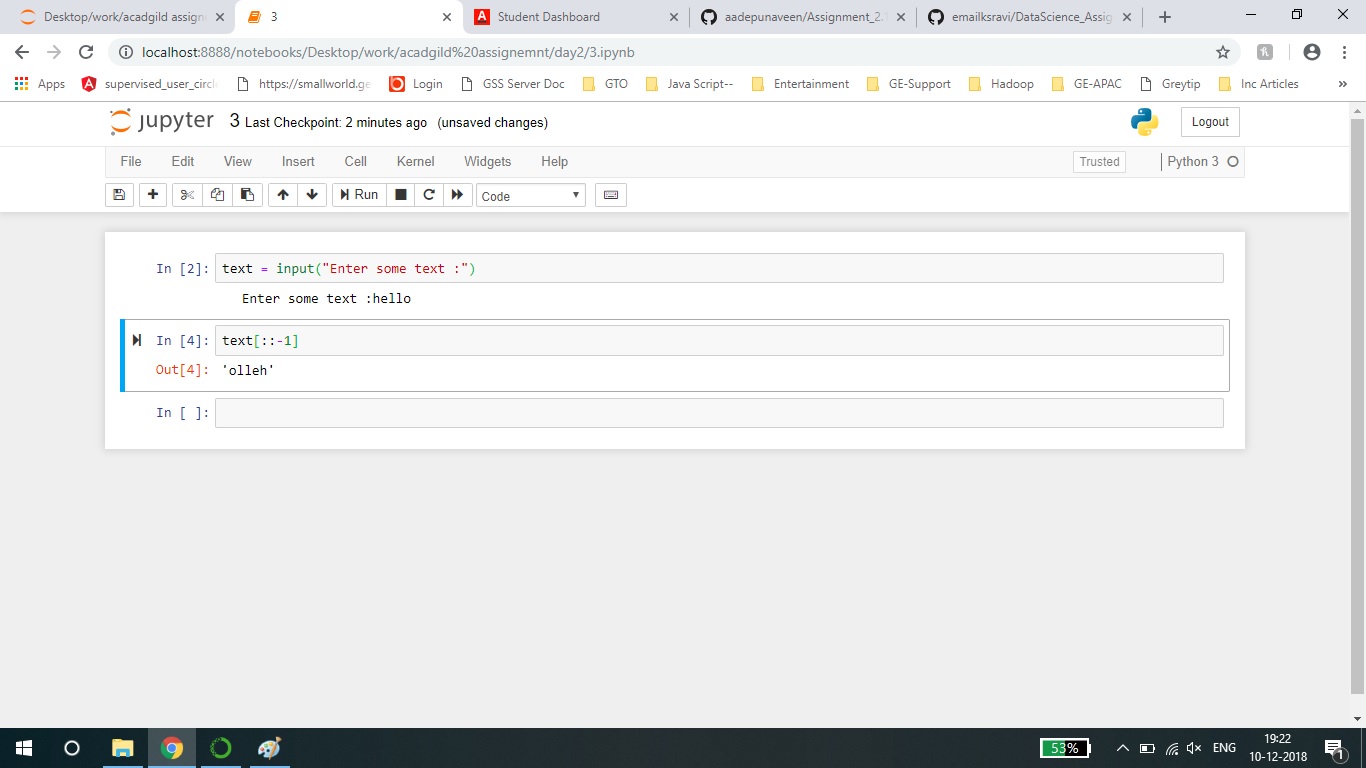 Desktop/work/acadgild assign
3
Student Dashboard
aadepunaveen/Assignment_2.
emailksravi/DataScience_Assig
localhost:8888/notebooks/Desktop/work/acadgild%20assignemnt/day2/3.ipynb
Apps
supervised_user_circl
https://smallworld.ge
Login
GSS Server Doc
GTO
Java Script--
Entertainment
GE-Support
Hadoop
GE-APAC
Greytip
Inc Articles
»
jupyter 3 Last Checkpoint: 2 minutes ago (unsaved changes)
Logout
File Edit View Insert Cell Kernel Widgets Help
Trusted
Python 3
Run
Code
In [2]: text = input("Enter some text :")
Enter some text :hello
In [4]: text[::-1]
Out[4]: 'olleh'
In [ ]:
53%
ENG
19:22
10-12-2018
1